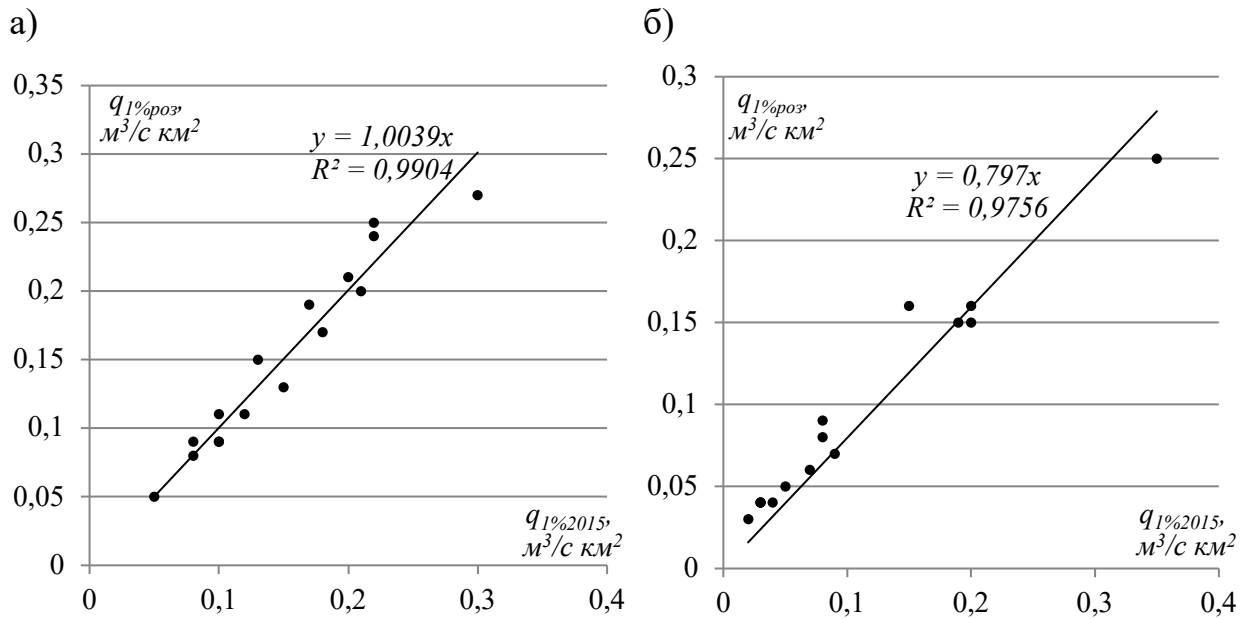 а)
0,35
0,3
0,25
0,2
0,15
0,1
0,05
0
q1%роз,
м³/с км²
y = 1,0039x
R² = 0,9904
q1%2015,
м³/с км²
0
0,1
0,2
0,3
0,4
б)
0,3
0,25
0,2
0,15
0,1
0,05
0
q1%роз,
м³/с км²
y = 0,797x
R² = 0,9756
q1%2015,
м³/с км²
0
0,1
0,2
0,3
0,4